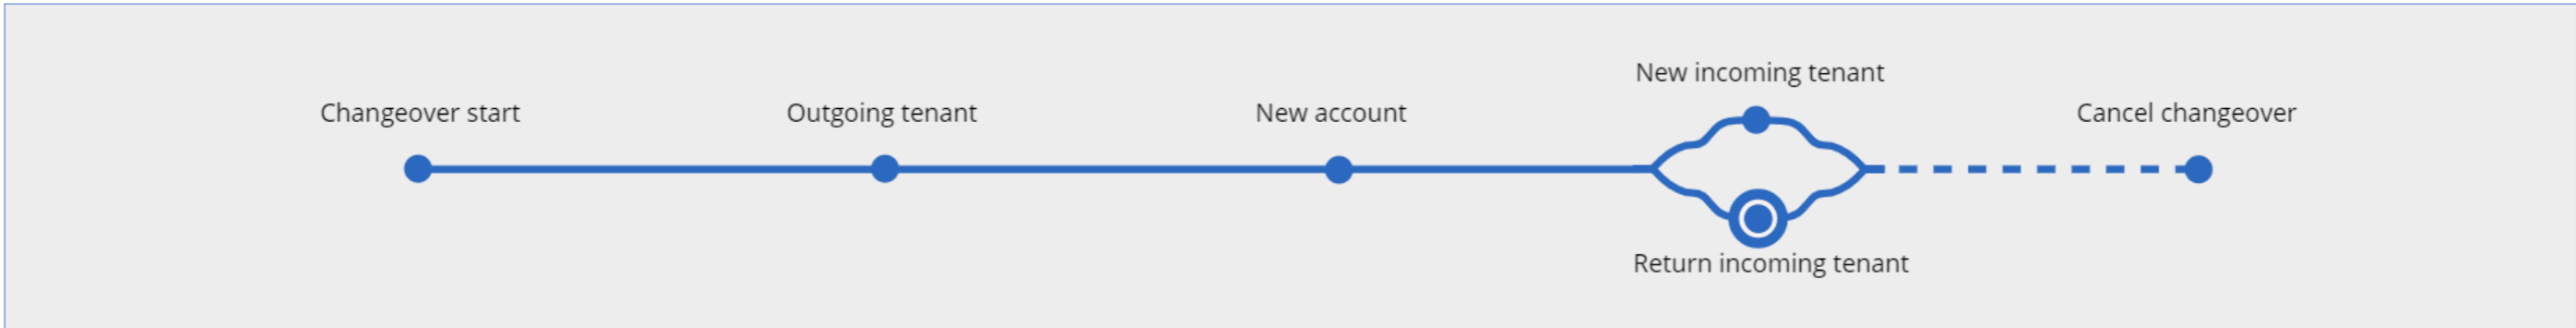 Changeover start
Outgoing tenant
New account
New incoming tenant
Return incoming tenant
Cancel changeover